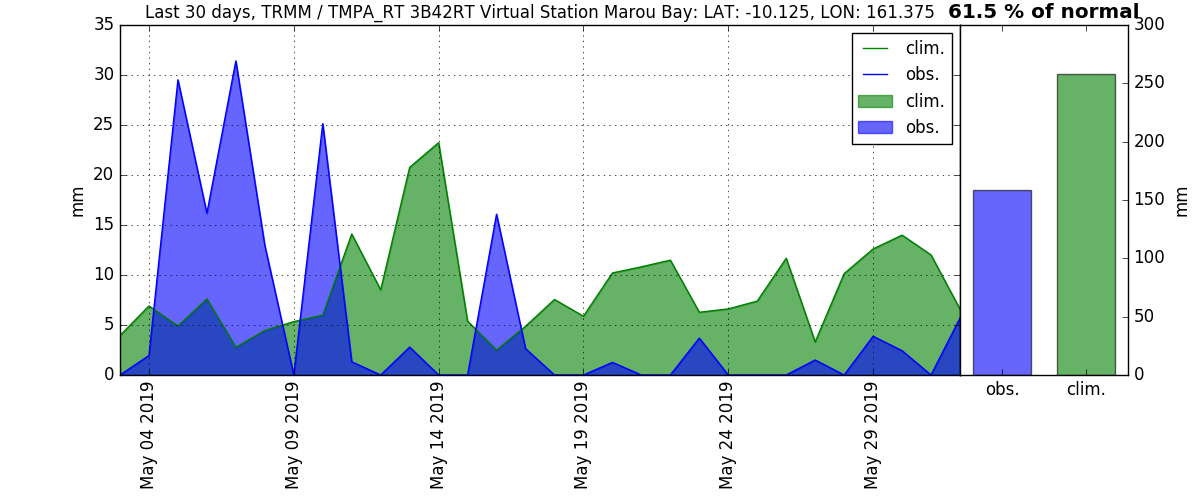 Last 30 days, TRMM / TMPA_RT 3B42RT Virtual Station Marou Bay: LAT: -10.125, LON: 161.375
61.5 % of normal
35
30
25
20
15
10
5
0
mm
clim.
obs.
clim.
obs.
May 04 2019
May 09 2019
May 14 2019
May 19 2019
May 24 2019
May 29 2019
300
250
200
150
100
50
0
mm
obs.
clim.